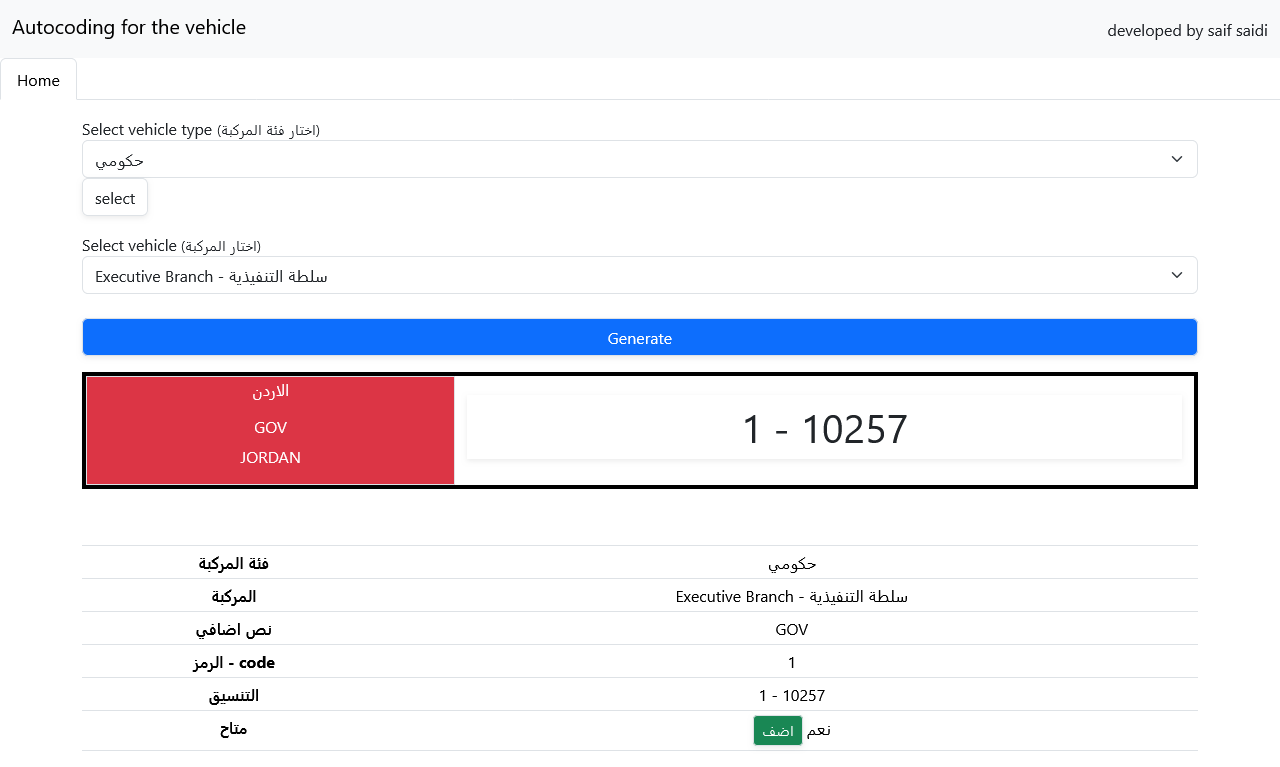 Autocoding for the vehicle
developed by saif saidi
Home
Select vehicle type (اختار فئة المركبة)
حكومي
select
Select vehicle (اختار المركبة)
Executive Branch - سلطة التنفيذية
Generate
الاردن
GOV
JORDAN
1 - 10257
فئة المركبة حكومي
المركبة Executive Branch - سلطة التنفيذية
نص اضافي GOV
الرمز - code 1
التنسيق 1 - 10257
متاح نعم اضف